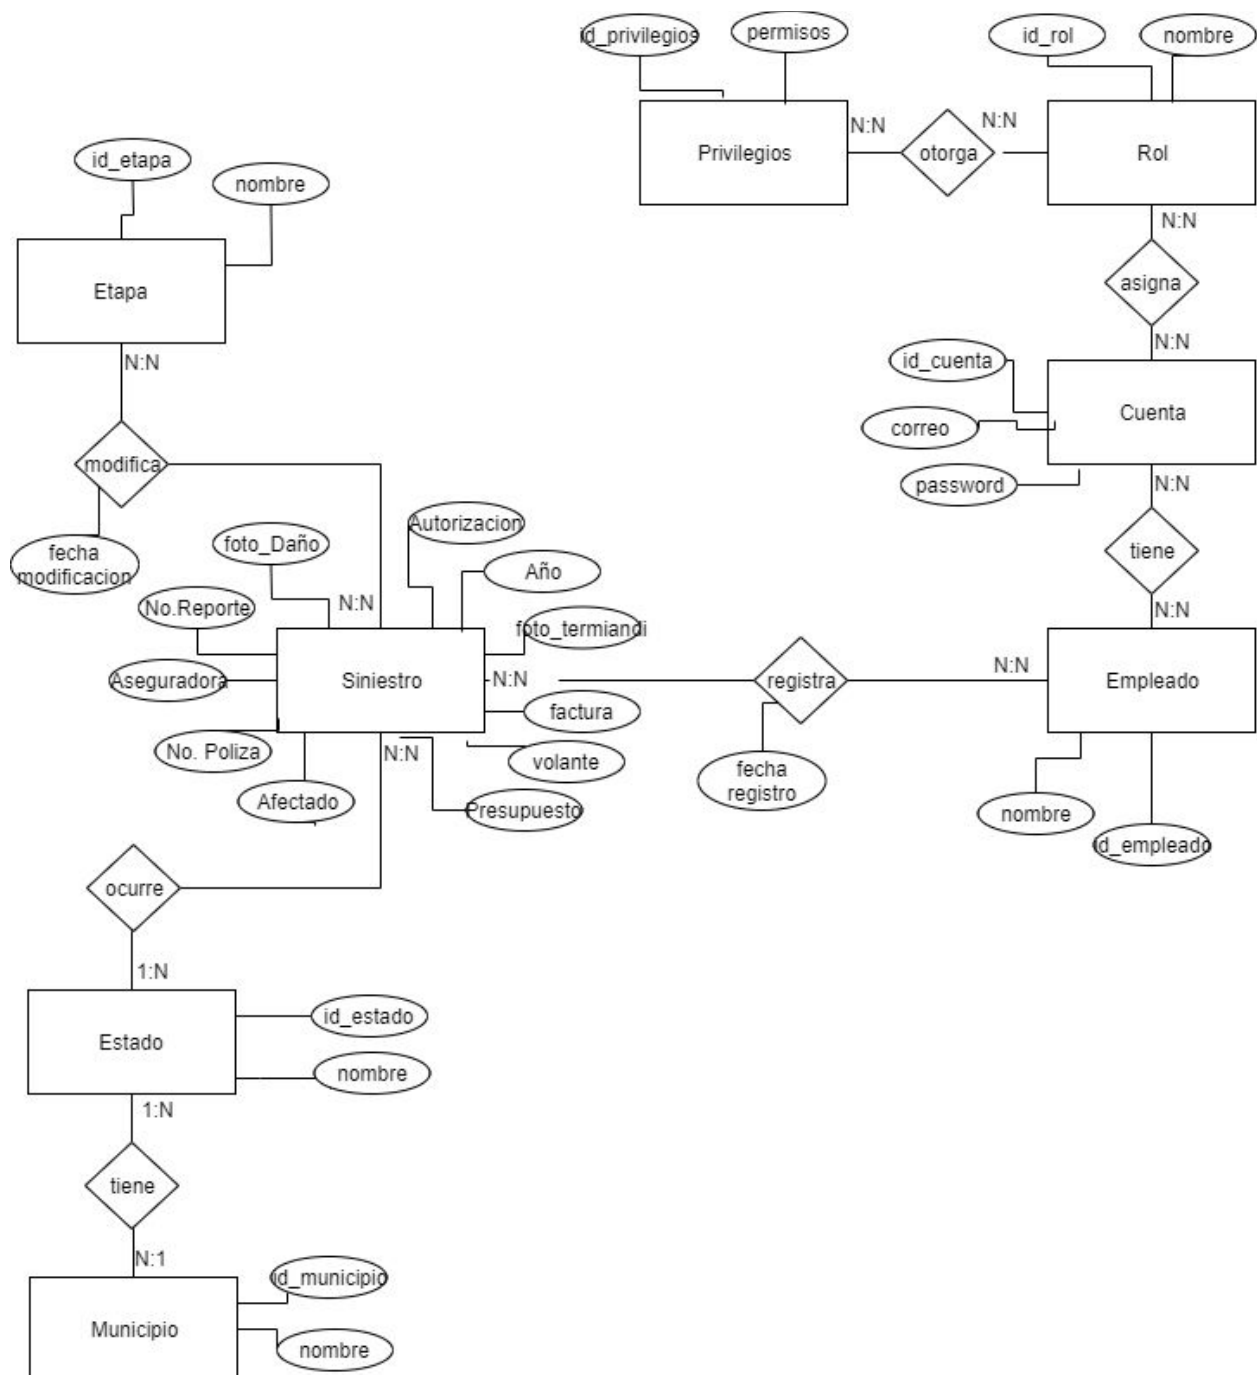 id_privilegios
permisos
id_rol
nombre
Privilegios
N:N
otorga
N:N
Rol
id_etapa
nombre
Etapa
N:N
N:N
asigna
N:N
id_cuenta
Cuenta
correo
password
N:N
modifica
fecha
modificacion
foto_Daño
Autorizacion
Año
tiene
No.Reporte
N:N
foto_termiandi
N:N
Aseguradora
Siniestro
N:N
registra
N:N
Empleado
No. Poliza
N:N
factura
volante
fecha
registro
Afectado
Presupuesto
nombre
id_empleado
ocurre
1:N
Estado
id_estado
nombre
1:N
tiene
N:1
id_municipio
Municipio
nombre